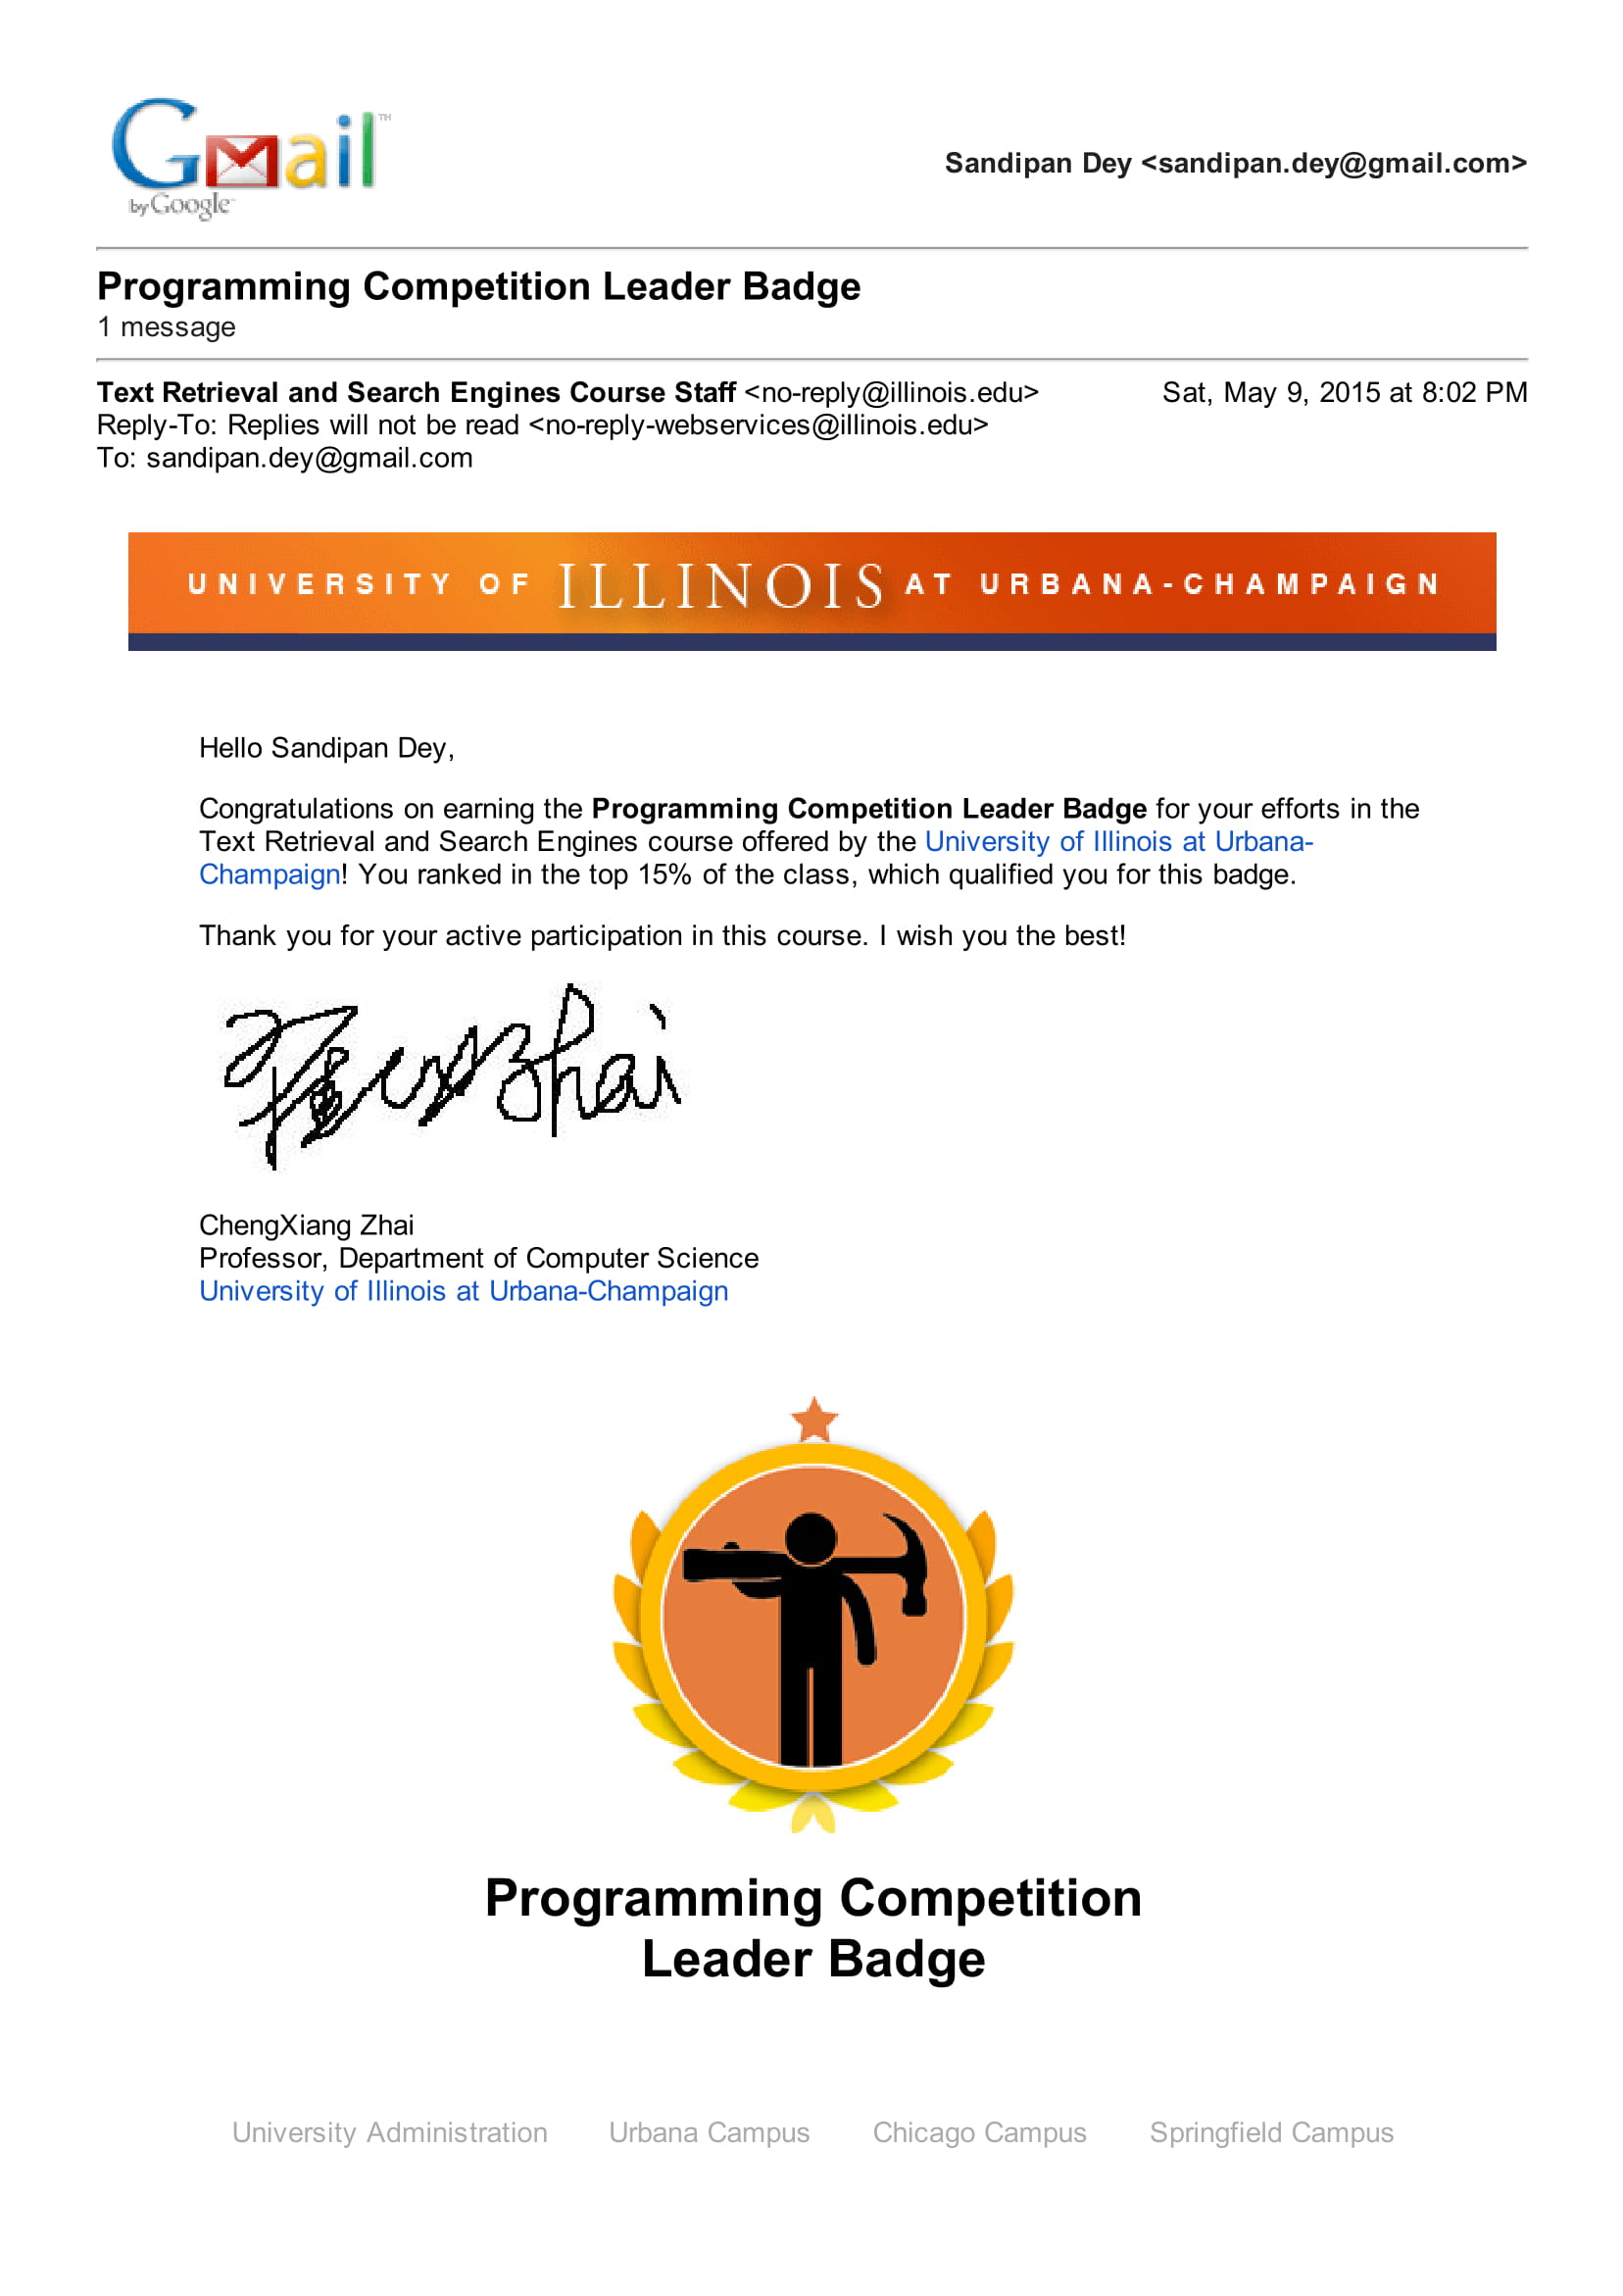 Gmail™
by Google
Sandipan Dey <sandipan.dey@gmail.com>
Programming Competition Leader Badge
1 message
Text Retrieval and Search Engines Course Staff <no-reply@illinois.edu> Sat, May 9, 2015 at 8:02 PM
Reply-To: Replies will not be read <no-reply-webservices@illinois.edu>
To: sandipan.dey@gmail.com
UNIVERSITY OF ILLINOIS AT URBANA-CHAMPAIGN
Hello Sandipan Dey,
Congratulations on earning the Programming Competition Leader Badge for your efforts in the
Text Retrieval and Search Engines course offered by the University of Illinois at Urbana-
Champaign! You ranked in the top 15% of the class, which qualified you for this badge.
Thank you for your active participation in this course. I wish you the best!
Zhai
ChengXiang Zhai
Professor, Department of Computer Science
University of Illinois at Urbana-Champaign
Programming Competition
Leader Badge
University Administration Urbana Campus Chicago Campus Springfield Campus